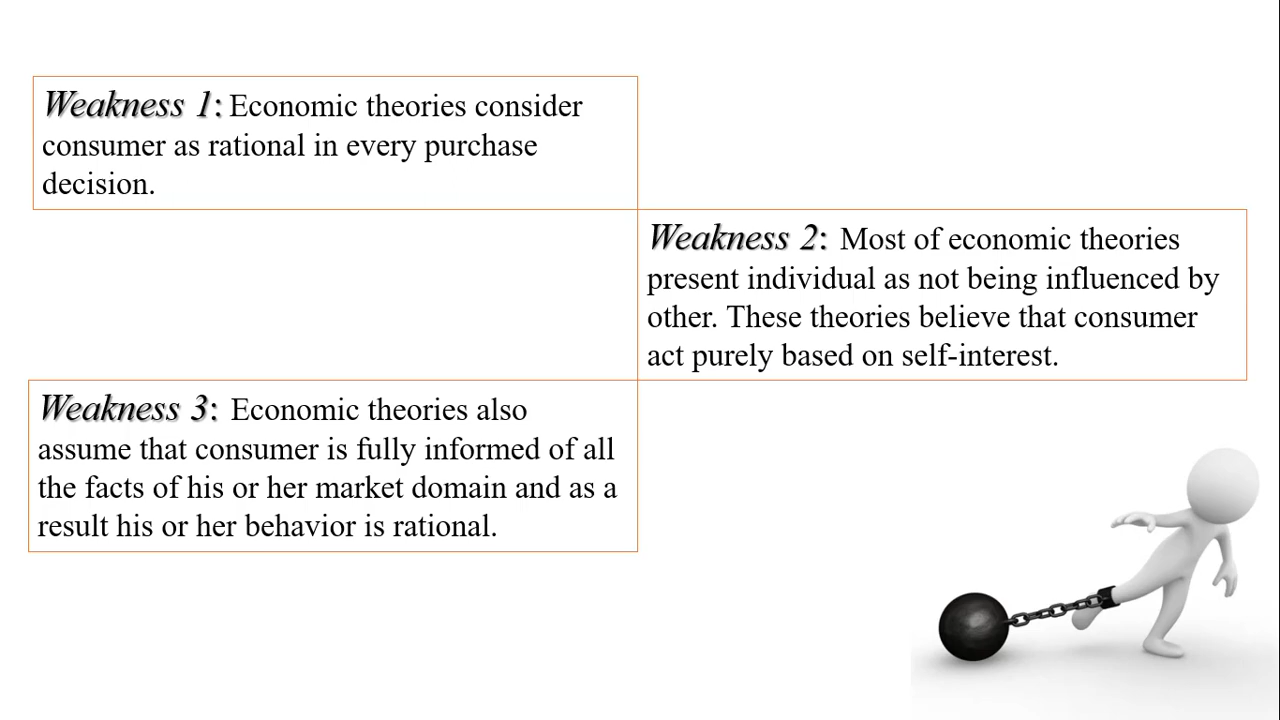 Weakness 1: Economic theories consider
consumer as rational in every purchase
decision.
Weakness 2: Most of economic theories
present individual as not being influenced by
other. These theories believe that consumer
act purely based on self-interest.
Weakness 3: Economic theories also
assume that consumer is fully informed of all
the facts of his or her market domain and as a
result his or her behavior is rational.